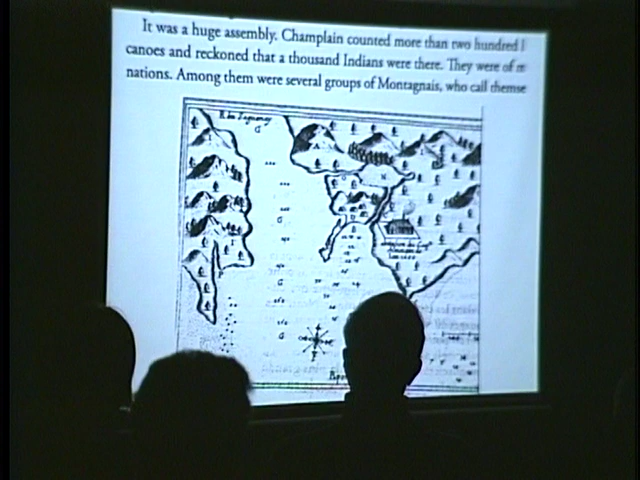 It was a huge assembly. Champlain counted more than two hundred
canoes and reckoned that a thousand Indians were there. They were of
nations. Among them were several groups of Montagnais, who call themse